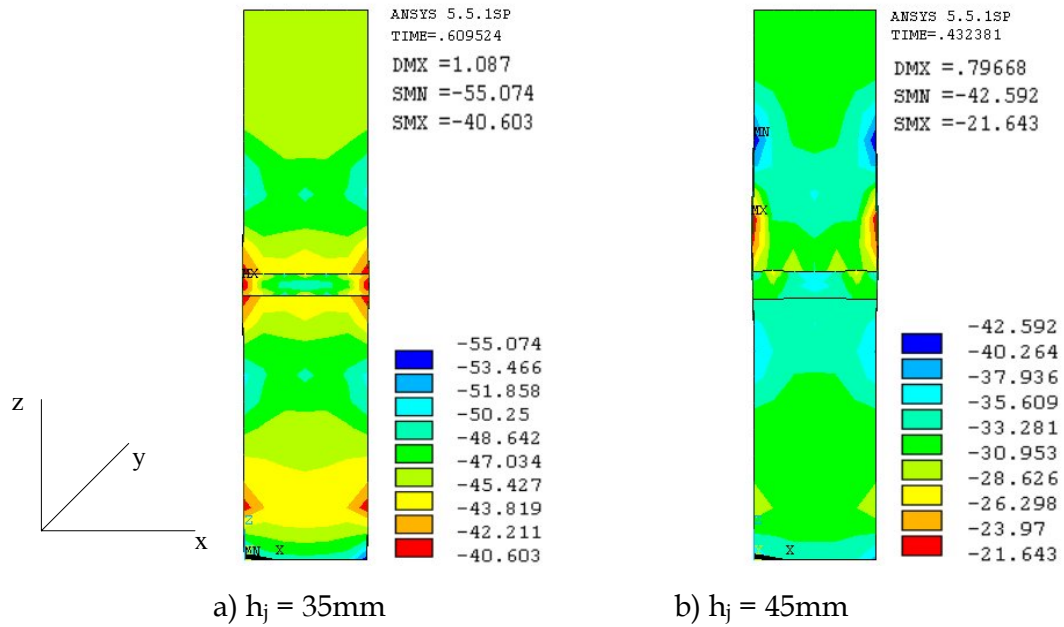 ANSYS 5.5.1SP
TIME=.609524
DMX =1.087
SMN =-55.074
SMX =-40.603
MX
-55.074
-53.466
-51.858
-50.25
-48.642
-47.034
-45.427
-43.819
-42.211
-40.603
z
y
x
Z
MN X
a) hj = 35mm
ANSYS 5.5.1SP
TIME=.432381
DMX =.79668
SMN =-42.592
SMX =-21.643
MN
MX
-42.592
-40.264
-37.936
-35.609
-33.281
-30.953
-28.626
-26.298
-23.97
-21.643
Z
Y X
b) hj = 45mm